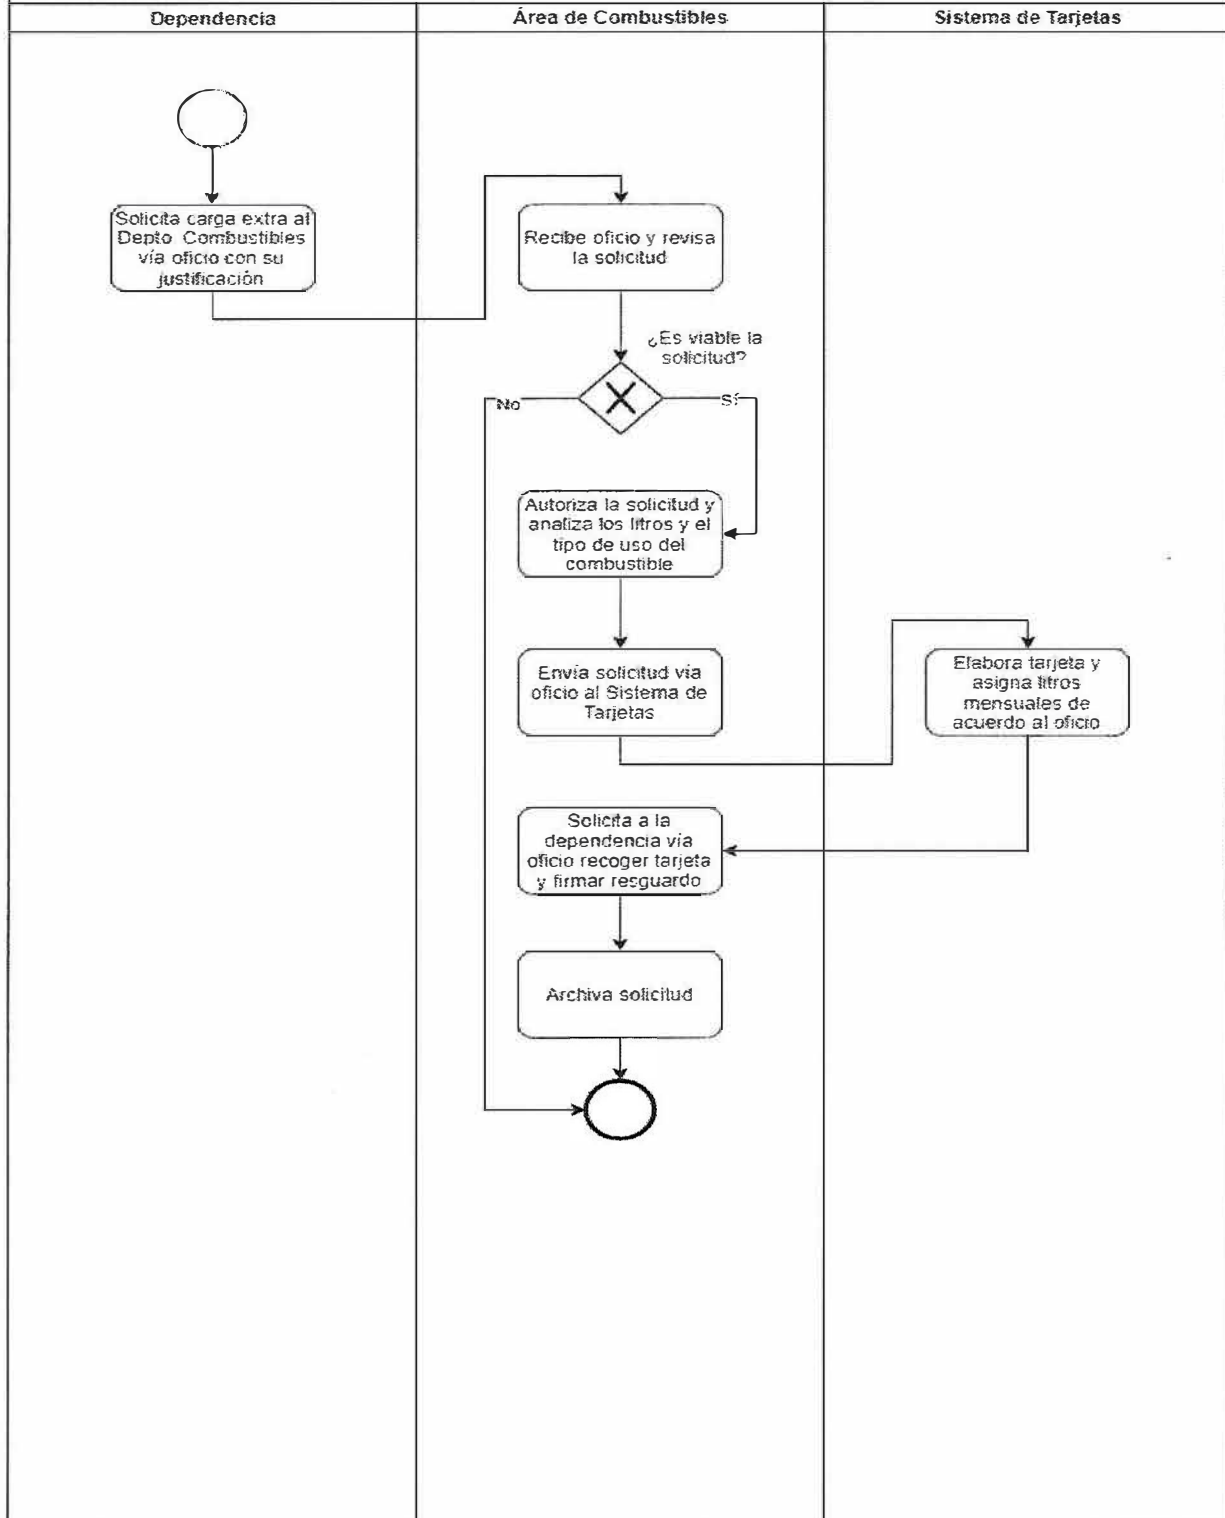 Dependencia
Área de Combustibles
Sistema de Tarjetas
Solicita carga extra al
Depto Combustibles
vía oficio con su
justificación
Recibe oficio y revisa
la solicitud
¿Es viable la
solicitud?
No
Sí
Autoriza la solicitud y
analiza los litros y el
tipo de uso del
combustible
Envía solicitud vía
oficio al Sistema de
Tarjetas
Elabora tarjeta y
asigna litros
mensuales de
acuerdo al oficio
Solicita a la
dependencia vía
oficio recoger tarjeta
y firmar resguardo
Archiva solicitud